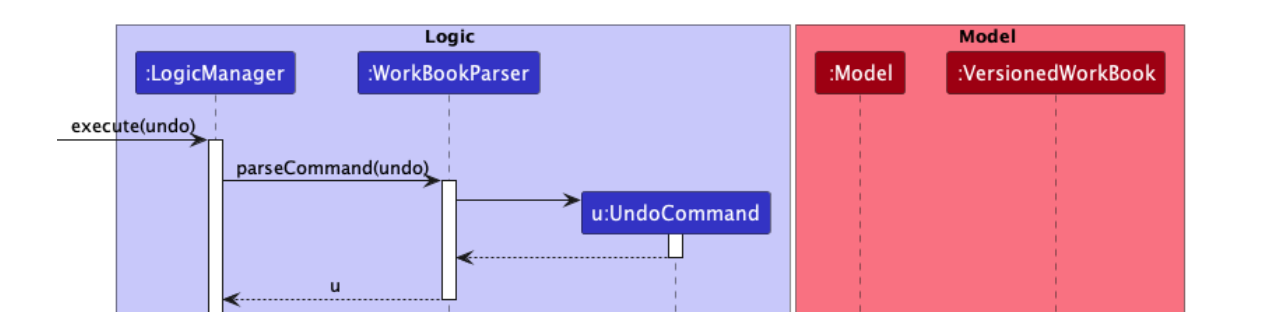 Logic
Model
:LogicManager
:WorkBookParser
:Model
:VersionedWorkBook
execute(undo)
parseCommand(undo)
u:UndoCommand
u